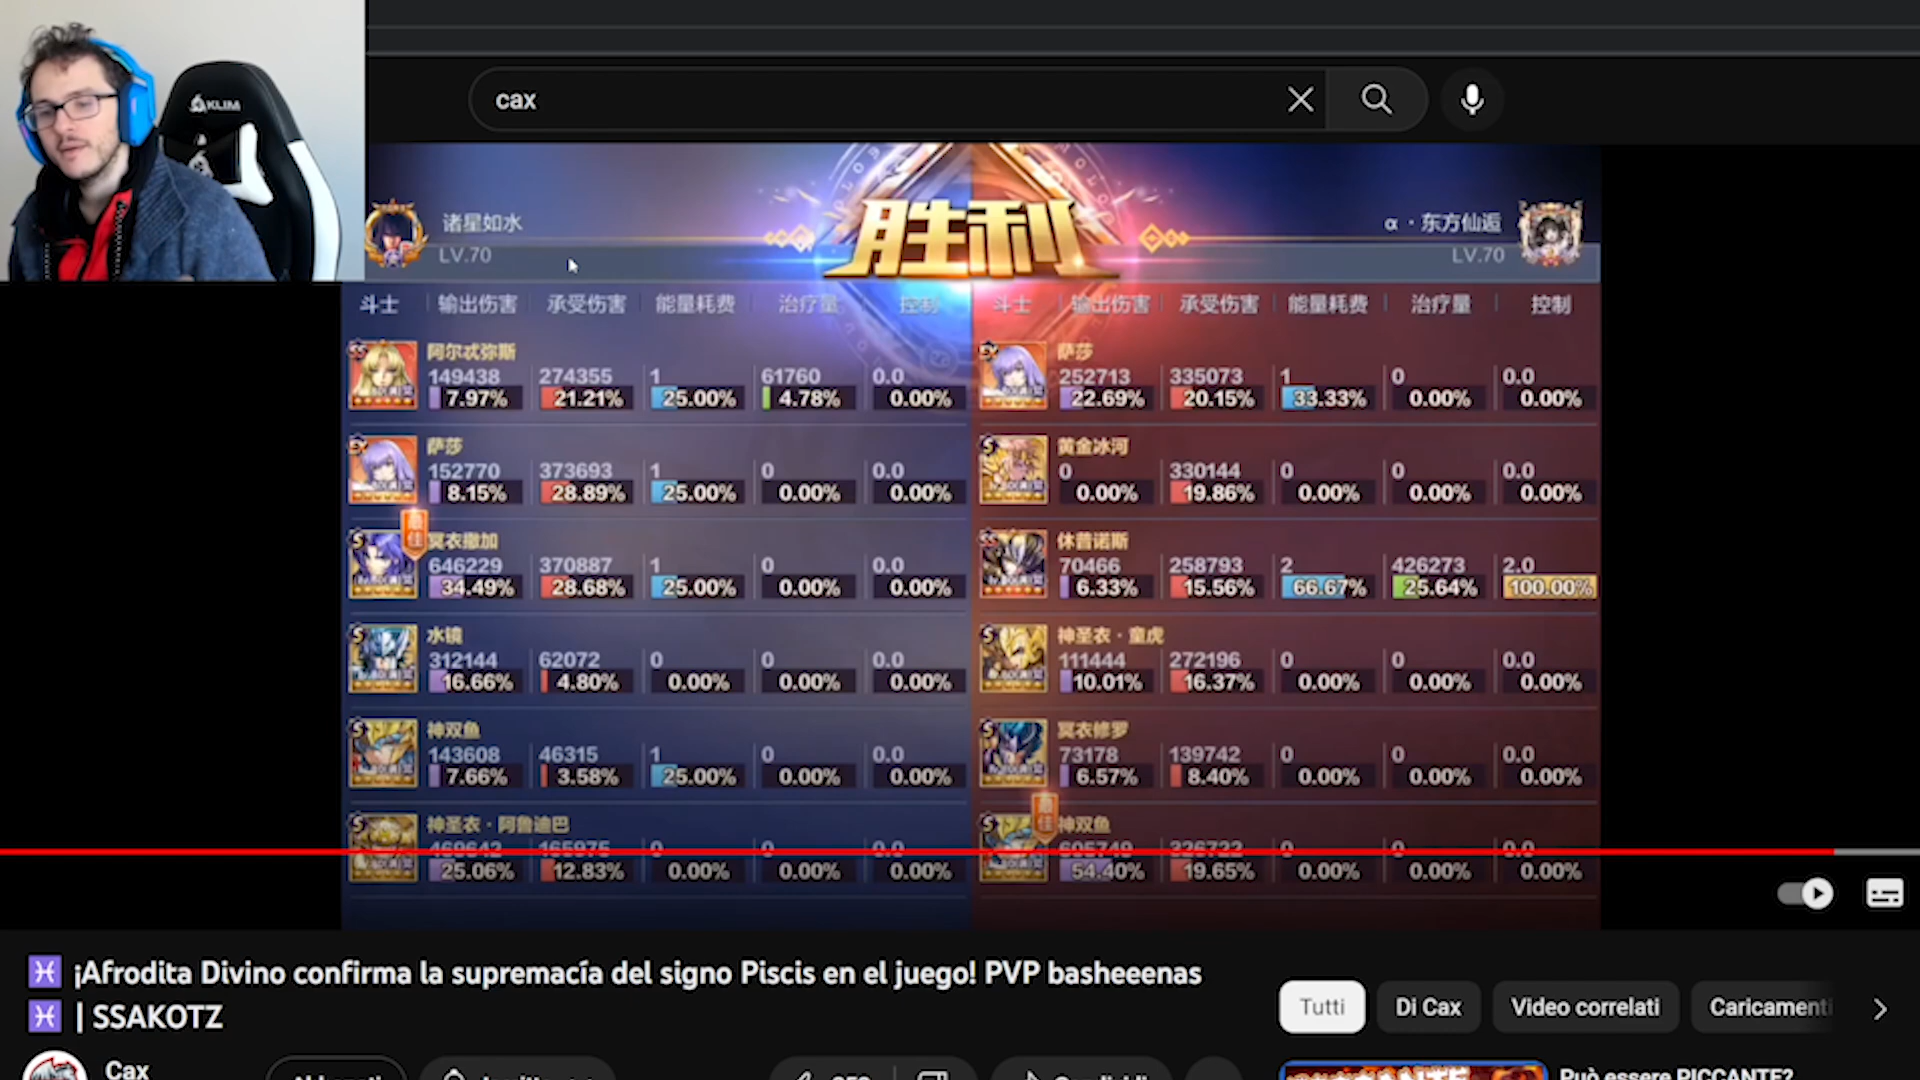 KLIM
cax
诸星如水
LV.70
胜利
α·东方仙逅
LV.70
斗士 输出伤害 承受伤害 能量耗费 治疗量 控制
斗士 输出伤害 承受伤害 能量耗费 治疗量 控制
阿尔忒弥斯
149438 274355 1 61760 0.0
7.97% 21.21% 25.00% 4.78% 0.00%
萨莎
252713 335073 1 0 0.0
22.69% 20.15% 33.33% 0.00% 0.00%
萨莎
152770 373693 1 0 0.0
8.15% 28.89% 25.00% 0.00% 0.00%
黄金冰河
0 330144 0 0 0.0
0.00% 19.86% 0.00% 0.00% 0.00%
最佳
冥衣撒加
646229 370887 1 0 0.0
34.49% 28.68% 25.00% 0.00% 0.00%
休普诺斯
70466 258793 2 426273 2.0
6.33% 15.56% 66.67% 25.64% 100.00%
水镜
312144 62072 0 0 0.0
16.66% 4.80% 0.00% 0.00% 0.00%
神圣衣·童虎
111444 272196 0 0 0.0
10.01% 16.37% 0.00% 0.00% 0.00%
神双鱼
143608 46315 1 0 0.0
7.66% 3.58% 25.00% 0.00% 0.00%
冥衣修罗
73178 139742 0 0 0.0
6.57% 8.40% 0.00% 0.00% 0.00%
神圣衣·阿鲁迪巴
469642 165975 0 0 0.0
25.06% 12.83% 0.00% 0.00% 0.00%
最佳
神双鱼
605749 326722 0 0 0.0
54.40% 19.65% 0.00% 0.00% 0.00%
♓ ¡Afrodita Divino confirma la supremacía del signo Piscis en el juego! PVP basheeenas
♓ | SSAKOTZ
Tutti Di Cax Video correlati Caricamenti
Cax
Può essere PICCANTE?